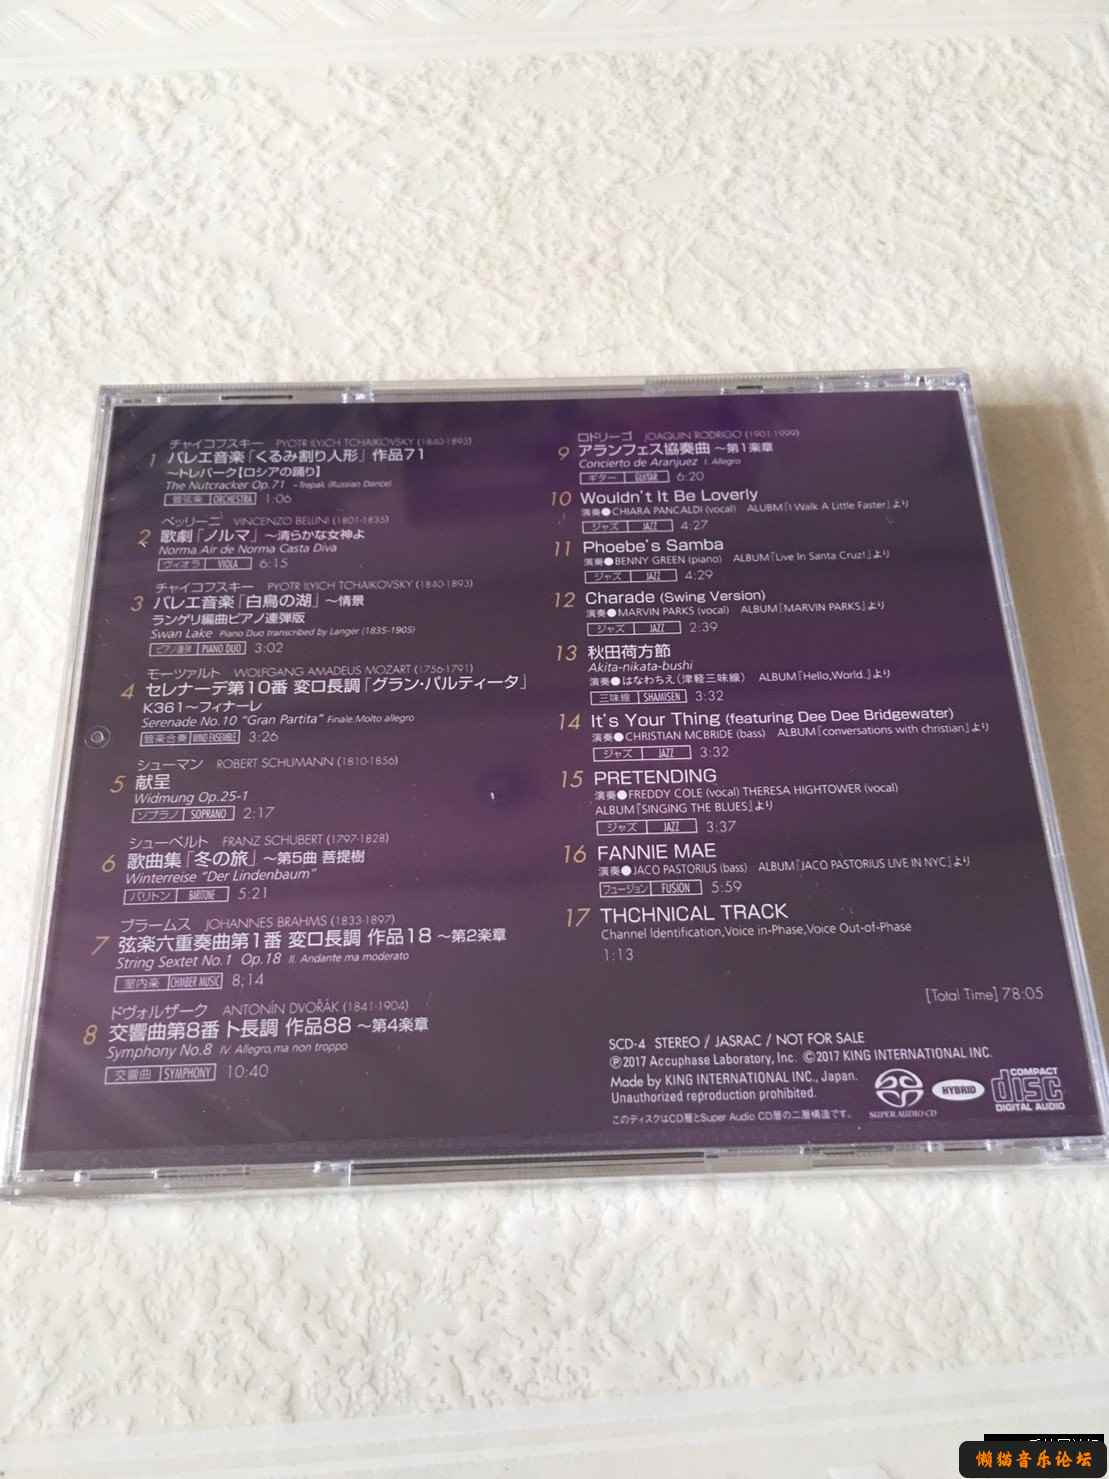 チャイコフスキー PYOTR ILYICH TCHAIKOVSKY (1840-1893)
1 バレエ音楽「くるみ割り人形」作品71
～トレパーク【ロシアの踊り】
The Nutcracker Op.71 ~Trepak (Russian Dance)
管弦楽 ORCHESTRA 1:06
ベッリーニ VINCENZO BELLINI (1801-1835)
2 歌劇「ノルマ」～清らかな女神よ
Norma Air de Norma Casta Diva
ヴィオラ VIOLA 6:15
チャイコフスキー PYOTR ILYICH TCHAIKOVSKY (1840-1893)
3 バレエ音楽「白鳥の湖」～情景
ランゲリ編曲ピアノ連弾版
Swan Lake Piano Duo transcribed by Langer (1835-1905)
ピアノ連弾 PIANO DUO 3:02
モーツァルト WOLFGANG AMADEUS MOZART (1756-1791)
4 セレナーデ第10番 変ロ長調「グラン・パルティータ」
K361～フィナーレ
Serenade No.10 "Gran Partita" Finale.Molto allegro
管楽合奏 WIND ENSEMBLE 3:26
シューマン ROBERT SCHUMANN (1810-1856)
5 献呈
Widmung Op.25-1
ソプラノ SOPRANO 2:17
シューベルト FRANZ SCHUBERT (1797-1828)
6 歌曲集「冬の旅」～第5曲 菩提樹
Winterreise "Der Lindenbaum"
バリトン BARITONE 5:21
ブラームス JOHANNES BRAHMS (1833-1897)
7 弦楽六重奏曲第1番 変ロ長調 作品18 ～第2楽章
String Sextet No.1 Op.18 II. Andante ma moderato
室内楽 CHMBER MUSIC 8;14
ドヴォルザーク ANTONÍN DVOŘÁK (1841-1904)
8 交響曲第8番 ト長調 作品88 ～第4楽章
Symphony No.8 IV. Allegro,ma non troppo
交響曲 SYMPHONY 10:40
ロドリーゴ JOAQUIN RODRIGO (1901-1999)
9 アランフェス協奏曲 ～第1楽章
Concierto de Aranjuez I. Allegro
ギター GUITAR 6:20
10 Wouldn't It Be Loverly
演奏●CHIARA PANCALDI (vocal) ALUBM『I Walk A Little Faster』より
ジャズ JAZZ 4:27
11 Phoebe's Samba
演奏●BENNY GREEN (piano) ALBUM『Live In Santa Cruz!』より
ジャズ JAZZ 4:29
12 Charade (Swing Version)
演奏●MARVIN PARKS (vocal) ALBUM『MARVIN PARKS』より
ジャズ JAZZ 2:39
13 秋田荷方節
Akita-nikata-bushi
演奏●はなわちえ（津軽三味線） ALBUM『Hello,World.』より
三味線 SHAMISEN 3:32
14 It's Your Thing (featuring Dee Dee Bridgewater)
演奏●CHRISTIAN MCBRIDE (bass) ALBUM『conversations with christian』より
ジャズ JAZZ 3:32
15 PRETENDING
演奏●FREDDY COLE (vocal) THERESA HIGHTOWER (vocal)
ALBUM『SINGING THE BLUES』より
ジャズ JAZZ 3:37
16 FANNIE MAE
演奏●JACO PASTORIUS (bass) ALBUM『JACO PASTORIUS LIVE IN NYC』より
フュージョン FUSION 5:59
17 THCHNICAL TRACK
Channel Identification,Voice in-Phase,Voice Out-of-Phase
1:13
[Total Time] 78:05
SCD-4 STEREO / JASRAC / NOT FOR SALE
Ⓟ2017 Accuphase Laboratory, Inc. ©2017 KING INTERNATIONAL INC.
Made by KING INTERNATIONAL INC., Japan.
Unauthorized reproduction prohibited.
このディスクはCD層とSuper Audio CD層の二層構造です。
SUPER AUDIO CD
HYBRID
COMPACT disc DIGITAL AUDIO
懒猫音乐论坛